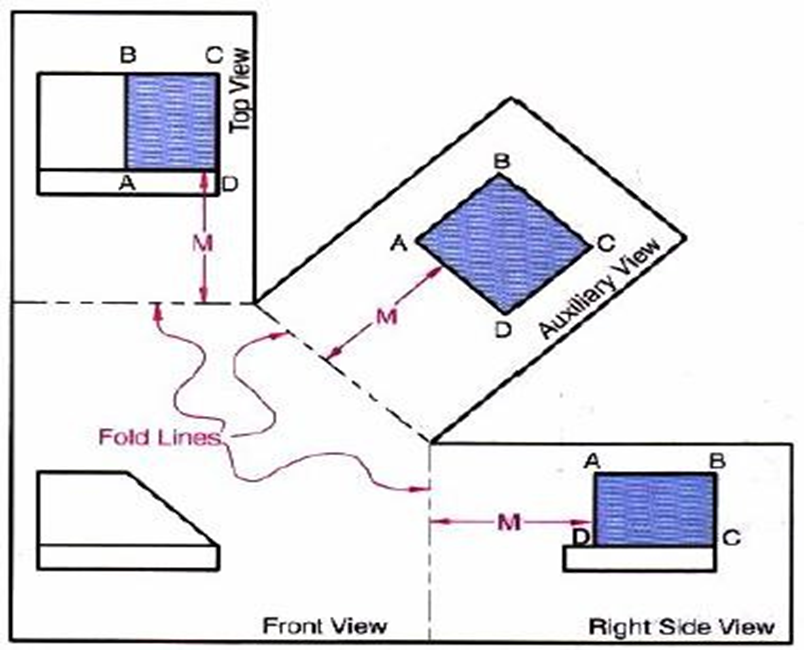 B C
Top View
A D
M
B
A C
M
D
Auxiliary View
Fold Lines
A B
M
D C
Front View
Right Side View